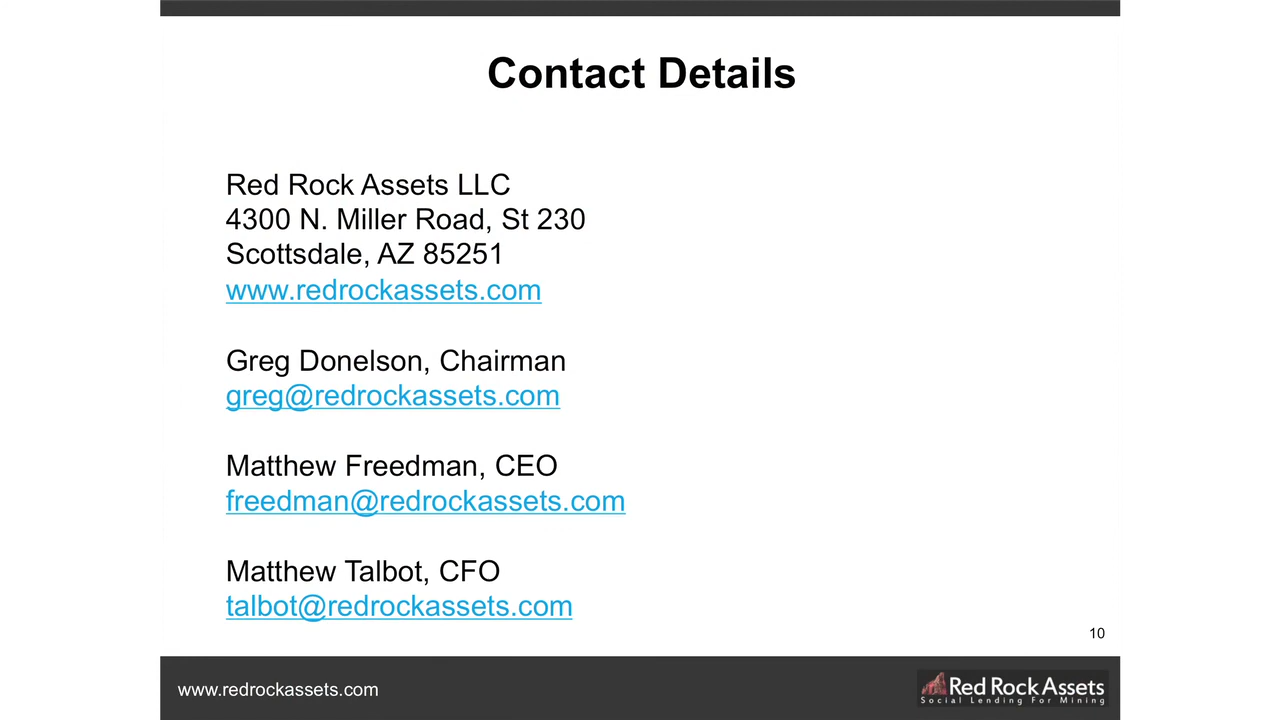 Contact Details
Red Rock Assets LLC
4300 N. Miller Road, St 230
Scottsdale, AZ 85251
www.redrockassets.com
Greg Donelson, Chairman
greg@redrockassets.com
Matthew Freedman, CEO
freedman@redrockassets.com
Matthew Talbot, CFO
talbot@redrockassets.com
10
www.redrockassets.com
Red Rock Assets
Social Lending For Mining